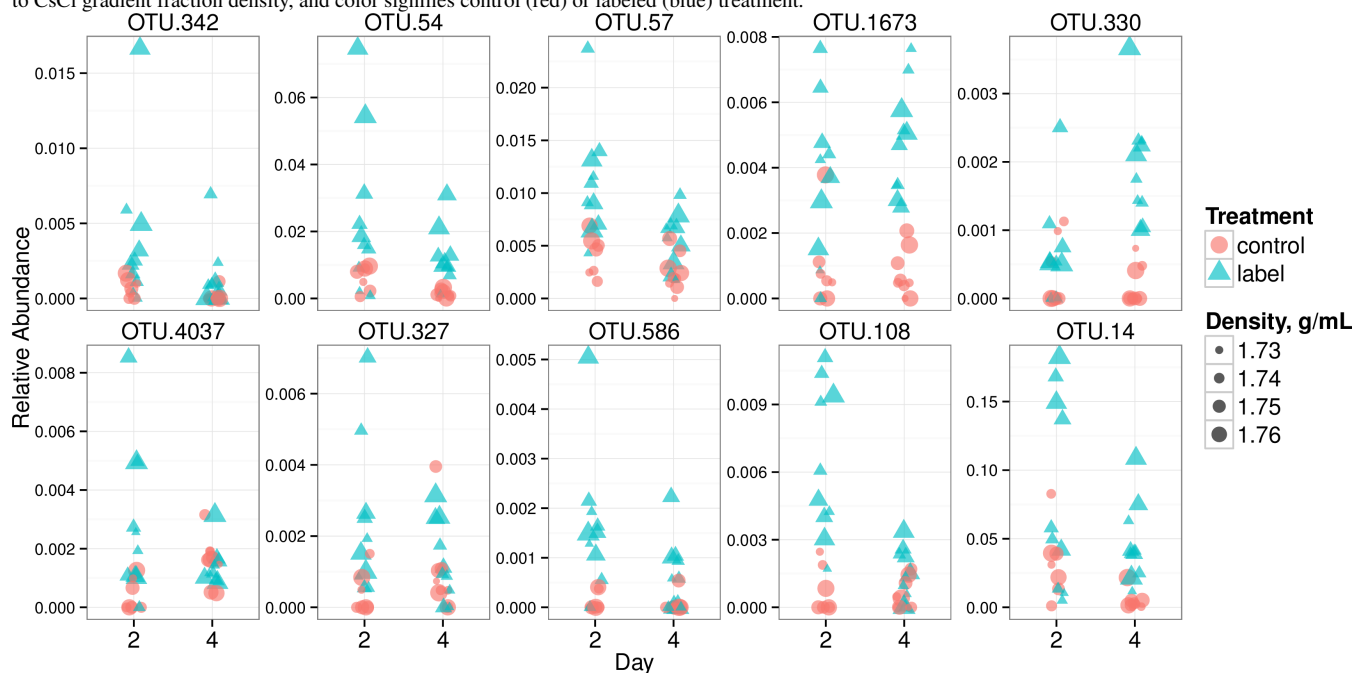 to CsCl gradient fraction density, and color signifies control (red) or labeled (blue) treatment.
OTU.342 OTU.54 OTU.57 OTU.1673 OTU.330
0.015 0.010 0.005 0.000
0.06 0.04 0.02 0.00
0.020 0.015 0.010 0.005 0.000
0.008 0.006 0.004 0.002 0.000
0.003 0.002 0.001 0.000
OTU.4037 OTU.327 OTU.586 OTU.108 OTU.14
0.008 0.006 0.004 0.002 0.000
0.006 0.004 0.002 0.000
0.005 0.004 0.003 0.002 0.001 0.000
0.009 0.006 0.003 0.000
0.15 0.10 0.05 0.00
2 4 2 4 2 4 2 4 2 4
Relative Abundance
Day
Treatment
control
label
Density, g/mL
1.73
1.74
1.75
1.76